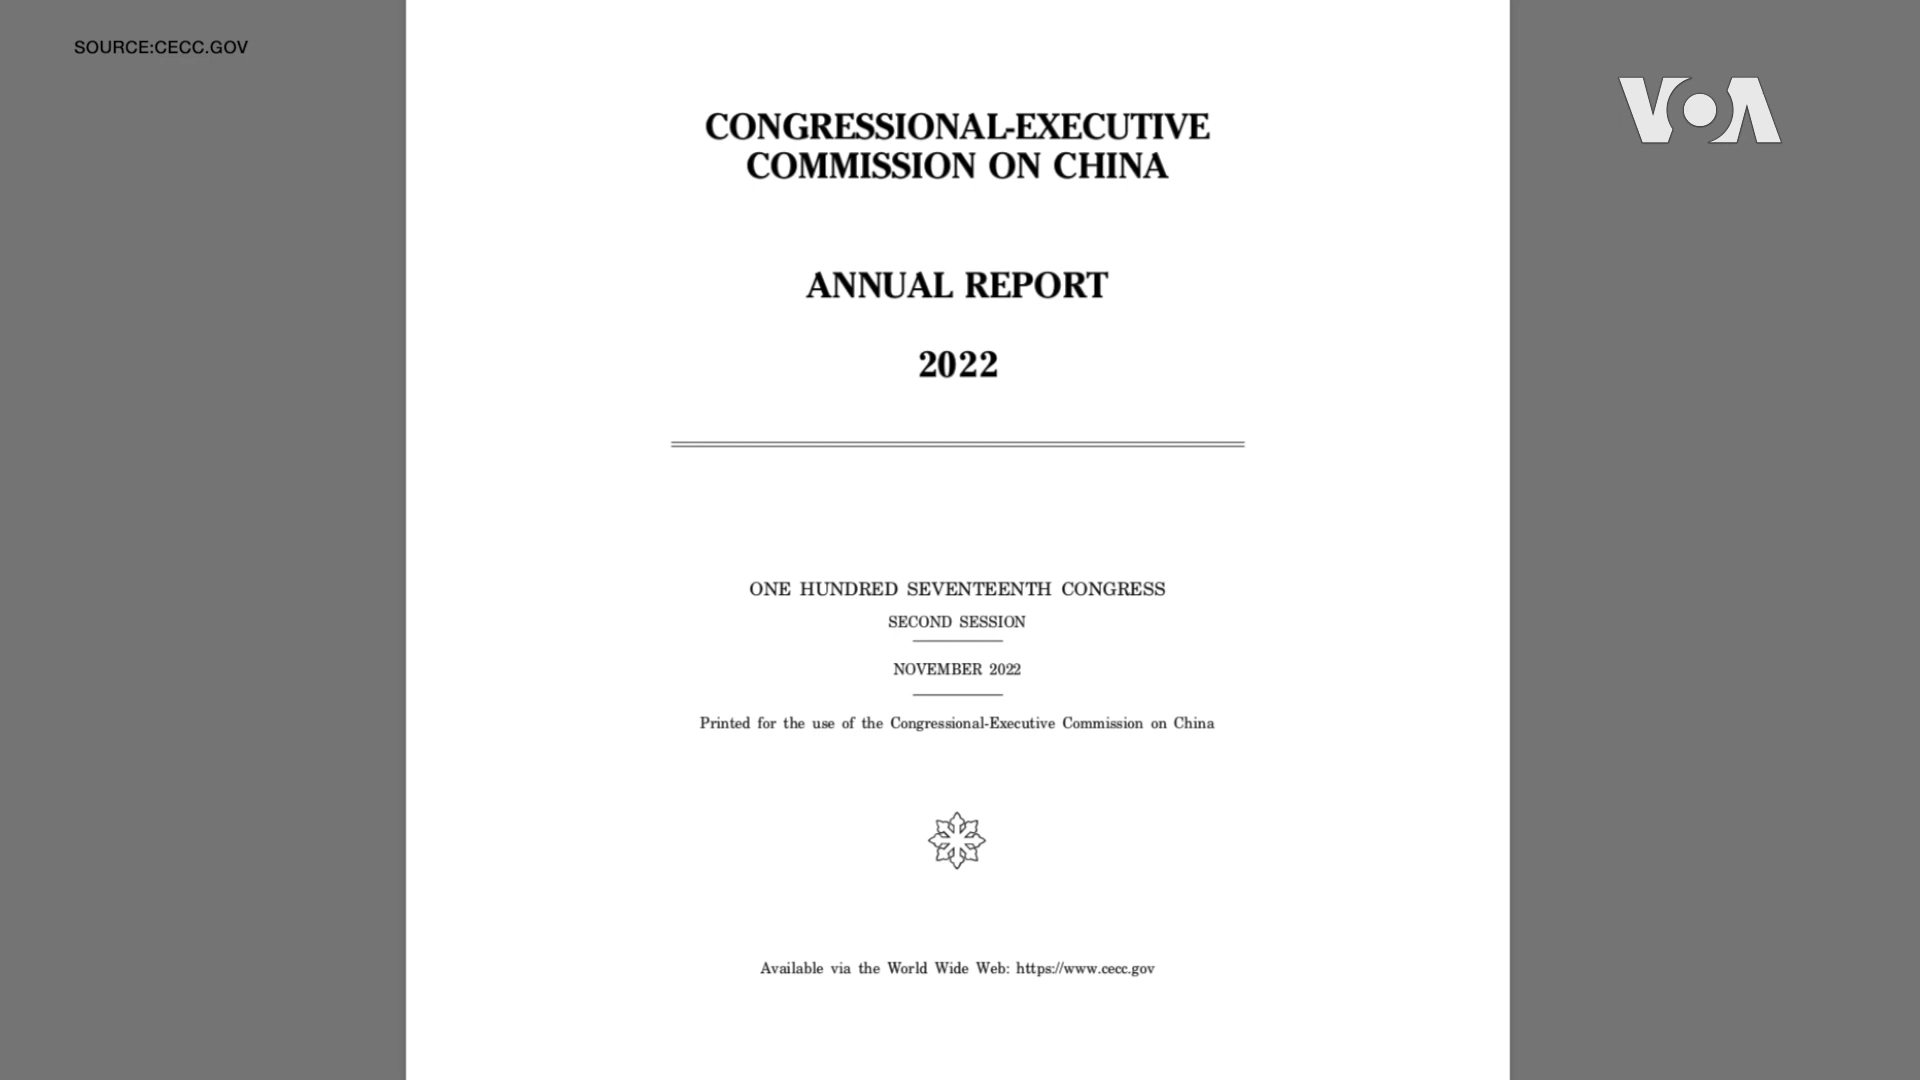 SOURCE:CECC.GOV
VOA
CONGRESSIONAL-EXECUTIVE
COMMISSION ON CHINA
ANNUAL REPORT
2022
ONE HUNDRED SEVENTEENTH CONGRESS
SECOND SESSION
NOVEMBER 2022
Printed for the use of the Congressional-Executive Commission on China
Available via the World Wide Web: https://www.cecc.gov